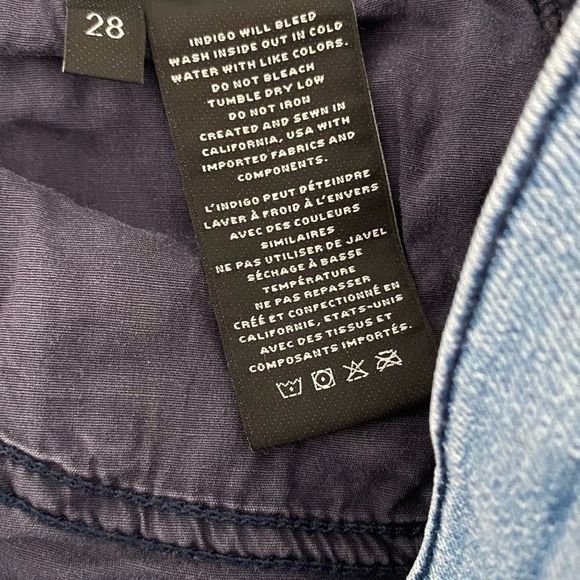 28
INDIGO WILL BLEED
WASH INSIDE OUT IN COLD
WATER WITH LIKE COLORS.
DO NOT BLEACH
TUMBLE DRY LOW
DO NOT IRON
CREATED AND SEWN IN
CALIFORNIA, USA WITH
IMPORTED FABRICS AND
COMPONENTS.
L'INDIGO PEUT DÉTEINDRE
LAVER À FROID À L'ENVERS
AVEC DES COULEURS
SIMILAIRES
NE PAS UTILISER DE JAVEL
SÉCHAGE À BASSE
TEMPÉRATURE
NE PAS REPASSER
CRÉÉ ET CONFECTIONNÉ EN
CALIFORNIE, ETATS-UNIS
AVEC DES TISSUS ET
COMPOSANTS IMPORTÉS.